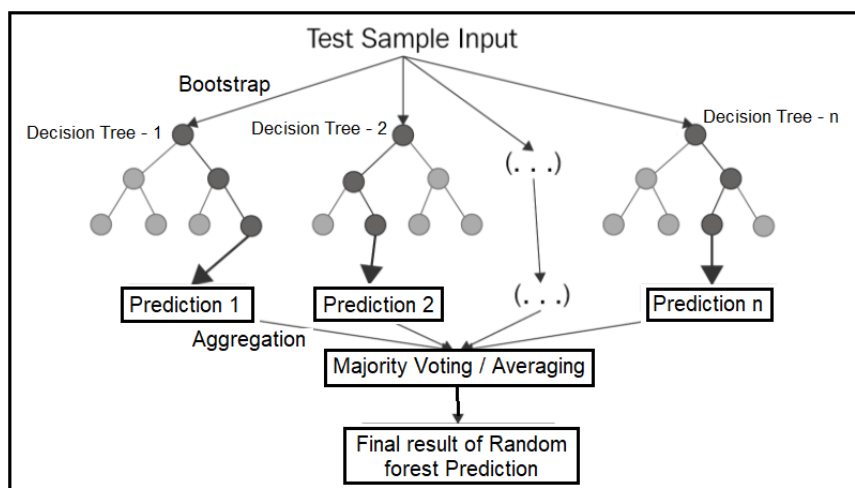 Test Sample Input
Bootstrap
Decision Tree - 1
Decision Tree - 2
Decision Tree - n
(. . .)
Prediction 1
Prediction 2
(. . .)
Prediction n
Aggregation
Majority Voting / Averaging
Final result of Random
forest Prediction